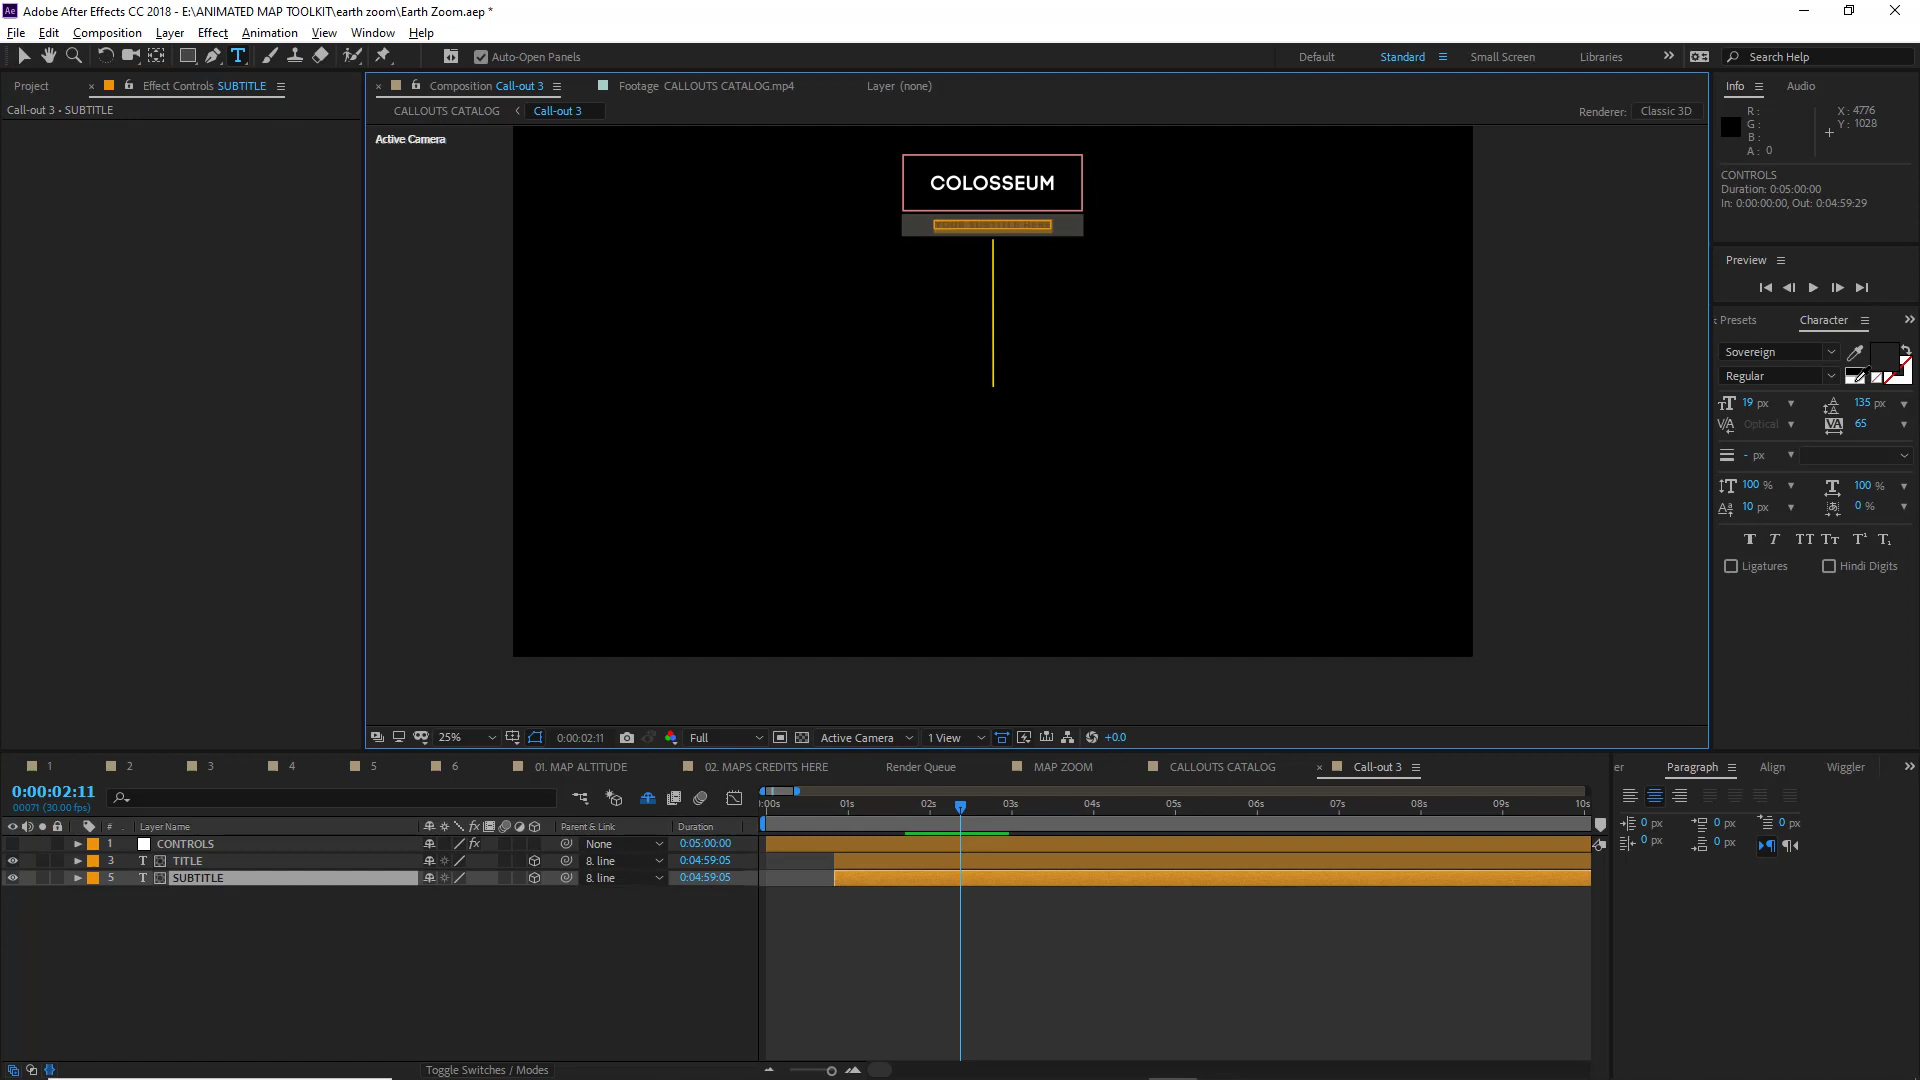 Adobe After Effects CC 2018 - E:\ANIMATED MAP TOOLKIT\earth zoom\Earth Zoom.aep *
File Edit Composition Layer Effect Animation View Window Help
Auto-Open Panels
Default Standard Small Screen Libraries Search Help
Project Effect Controls SUBTITLE
Composition Call-out 3 Footage CALLOUTS CATALOG.mp4 Layer (none)
Info Audio
Call-out 3 • SUBTITLE
CALLOUTS CATALOG Call-out 3
Renderer: Classic 3D
Active Camera
R :
G :
B :
A : 0
X : 4776
Y : 1028
CONTROLS
Duration: 0:05:00:00
In: 0:00:00:00, Out: 0:04:59:29
COLOSSEUM
Preview
Presets Character
Sovereign
Regular
19 px 135 px
Optical 65
- px
100 % 100 %
10 px 0 %
Ligatures Hindi Digits
25% 0:00:02:11 Full Active Camera 1 View +0.0
1 2 3 4 5 6 01. MAP ALTITUDE 02. MAPS CREDITS HERE Render Queue MAP ZOOM CALLOUTS CATALOG Call-out 3
er Paragraph Align Wiggler
0:00:02:11
00071 (30.00 fps)
:00s 01s 02s 03s 04s 05s 06s 07s 08s 09s 10s
# Layer Name Parent & Link Duration
1 CONTROLS None 0:05:00:00
3 TITLE 8. line 0:04:59:05
5 SUBTITLE 8. line 0:04:59:05
0 px 0 px 0 px
0 px 0 px
Toggle Switches / Modes